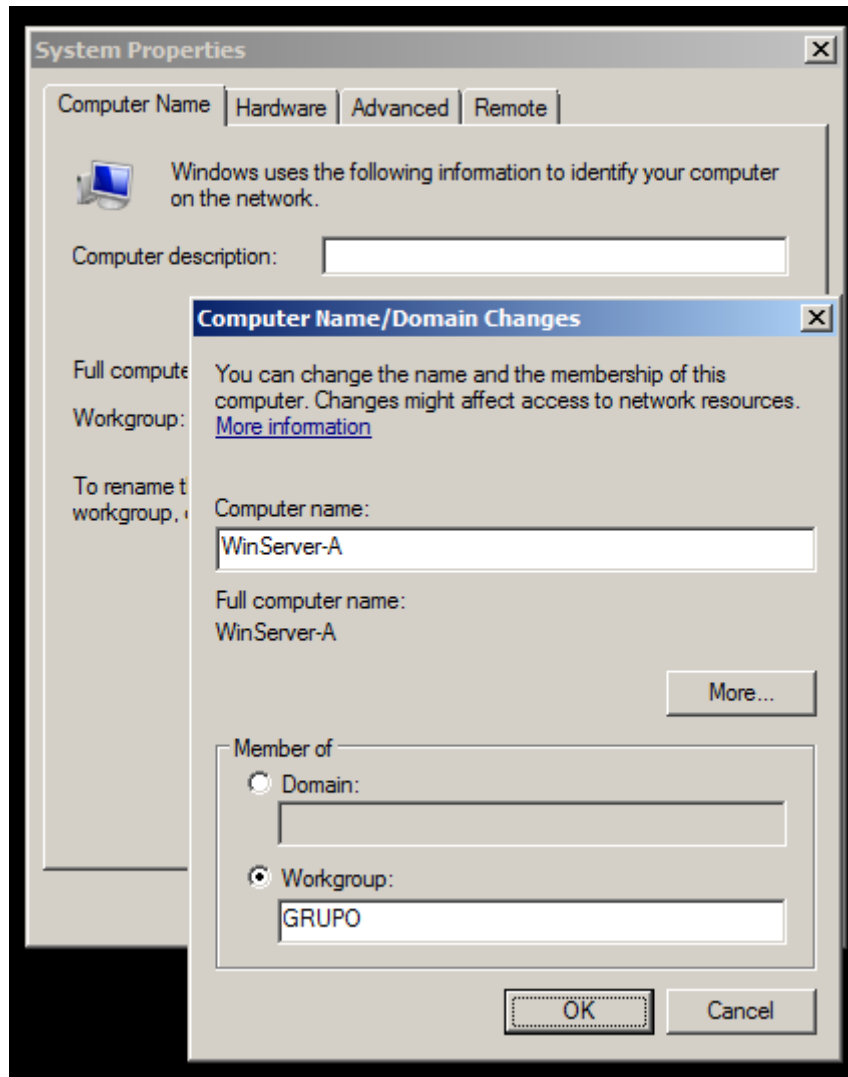 System Properties
Computer Name Hardware Advanced Remote
Windows uses the following information to identify your computer
on the network.
Computer description:
Computer Name/Domain Changes
Full compute
You can change the name and the membership of this
computer. Changes might affect access to network resources.
Workgroup:
More information
To rename t
workgroup,
Computer name:
WinServer-A
Full computer name:
WinServer-A
More...
Member of
Domain:
Workgroup:
GRUPO
OK Cancel